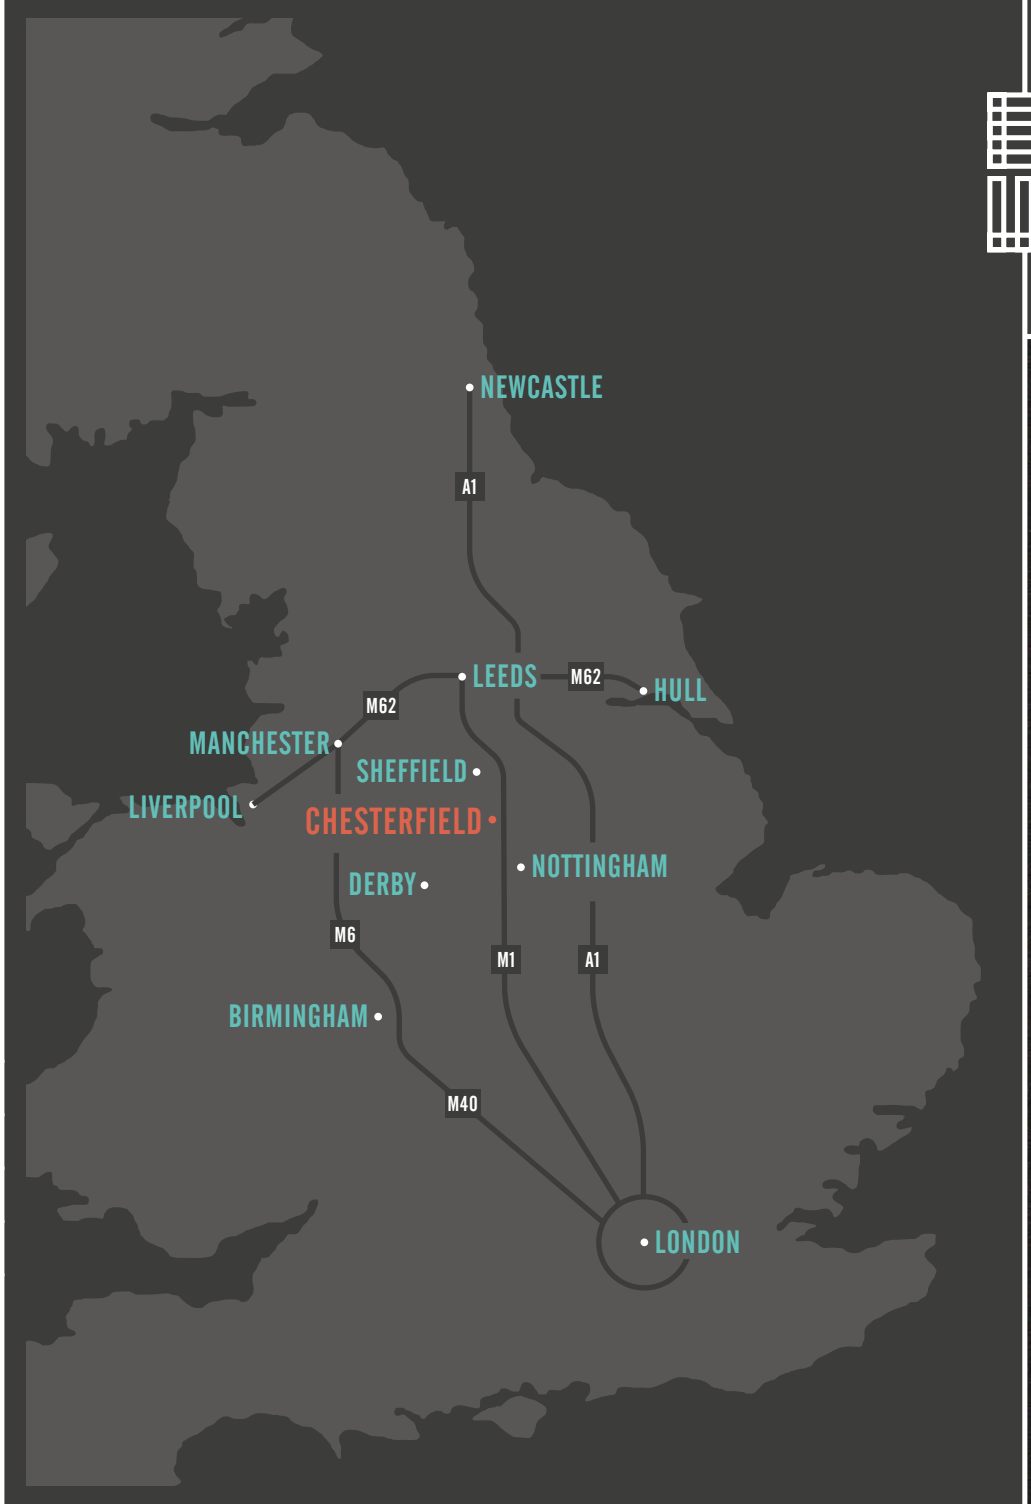 NEWCASTLE
A1
LEEDS
M62
HULL
M62
MANCHESTER
SHEFFIELD
LIVERPOOL
CHESTERFIELD
NOTTINGHAM
DERBY
M6
M1
A1
BIRMINGHAM
M40
LONDON